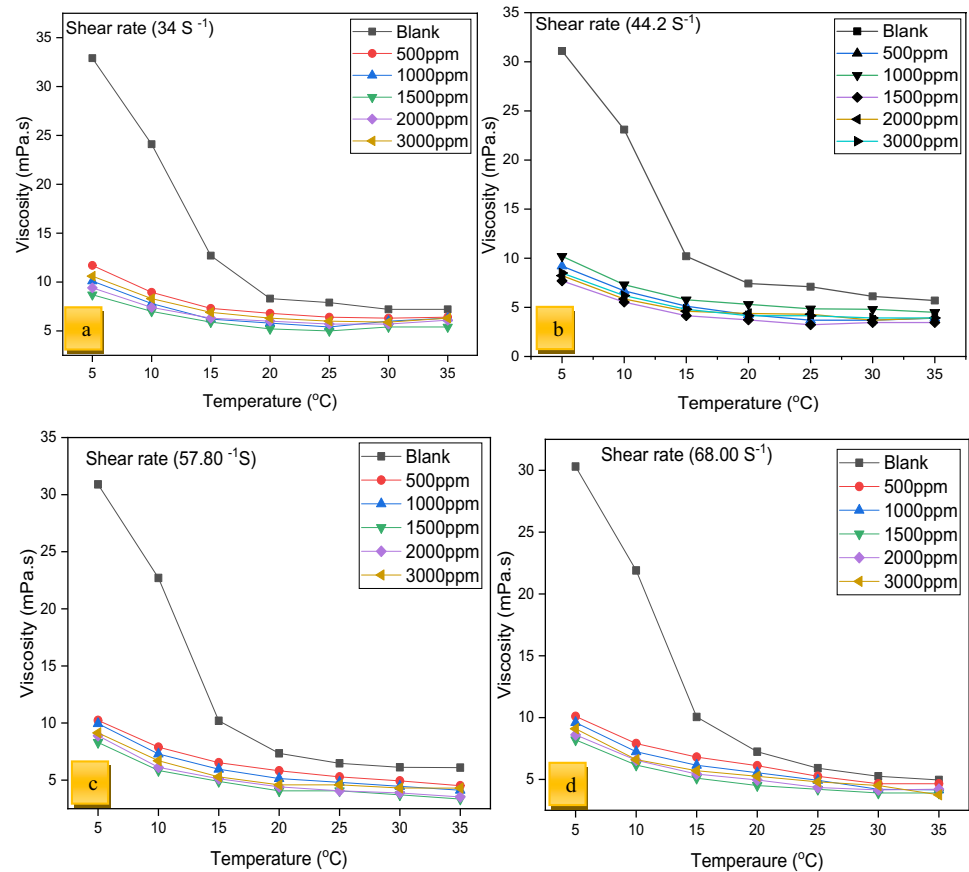 Shear rate (34 S ⁻¹)
Blank
500ppm
1000ppm
1500ppm
2000ppm
3000ppm
35
30
25
20
15
10
5
Viscosity (mPa.s)
a
5 10 15 20 25 30 35
Temperature (ºC)
Shear rate (44.2 S⁻¹)
Blank
500ppm
1000ppm
1500ppm
2000ppm
3000ppm
35
30
25
20
15
10
5
0
Viscosity (mPa.s)
b
5 10 15 20 25 30 35
Temperature (ºC)
Shear rate (57.80 ⁻¹S)
Blank
500ppm
1000ppm
1500ppm
2000ppm
3000ppm
35
30
25
20
15
10
5
Viscosity (mPa.s)
c
5 10 15 20 25 30 35
Temperature (ºC)
Shear rate (68.00 S⁻¹)
Blank
500ppm
1000ppm
1500ppm
2000ppm
3000ppm
30
25
20
15
10
5
Viscosity (mPa.s)
d
5 10 15 20 25 30 35
Temperaure (ºC)